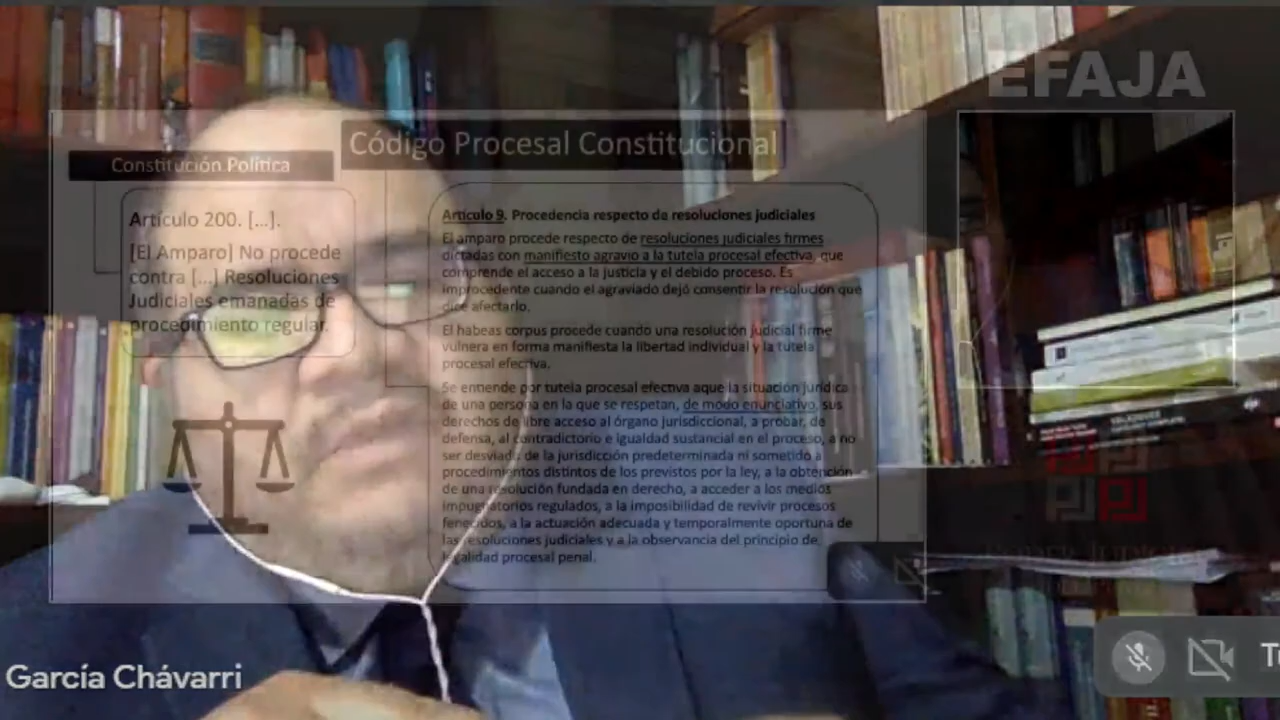 EFAJA
Código Procesal Constitucional
Constitución Política
Artículo 200. [...].
[El Amparo] No procede
contra [...] Resoluciones
Judiciales emanadas de
procedimiento regular.
Artículo 9. Procedencia respecto de resoluciones judiciales
El amparo procede respecto de resoluciones judiciales firmes
dictadas con manifiesto agravio a la tutela procesal efectiva, que
comprende el acceso a la justicia y el debido proceso. Es
improcedente cuando el agraviado dejó consentir la resolución que
dice afectarlo.
El habeas corpus procede cuando una resolución judicial firme
vulnera en forma manifiesta la libertad individual y la tutela
procesal efectiva.
Se entiende por tutela procesal efectiva aque la situación jurídica
de una persona en la que se respetan, de modo enunciativo, sus
derechos de libre acceso al órgano jurisdiccional, a probar, de
defensa, al contradictorio e igualdad sustancial en el proceso, a no
ser desviado de la jurisdicción predeterminada ni sometido a
procedimientos distintos de los previstos por la ley, a la obtención
de una resolución fundada en derecho, a acceder a los medios
impugnatorios regulados, a la imposibilidad de revivir procesos
fenecidos, a la actuación adecuada y temporalmente oportuna de
las resoluciones judiciales y a la observancia del principio de
legalidad procesal penal.
García Chávarri